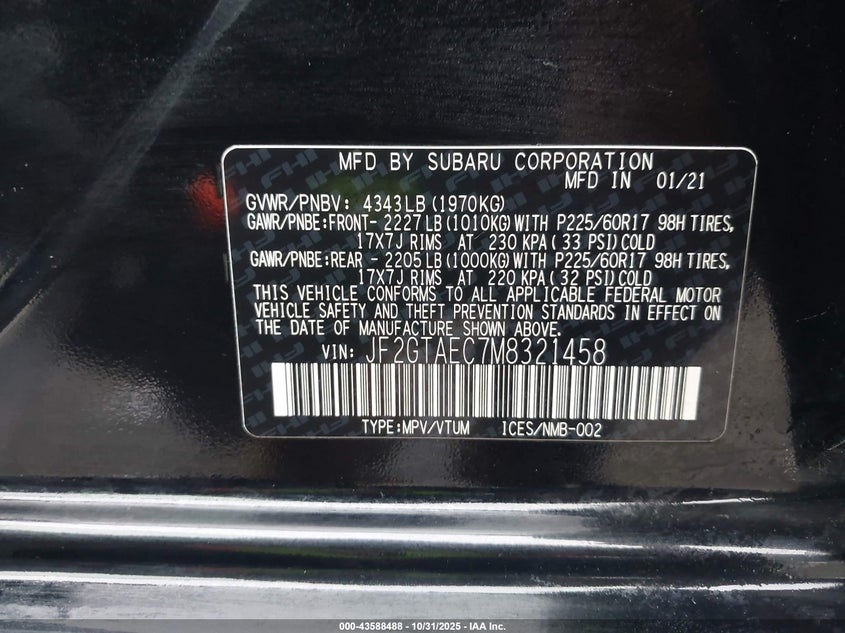 MFD BY SUBARU CORPORATION
MFD IN 01/21
GVWR/PNBV: 4343LB (1970KG)
GAWR/PNBE:FRONT- 2227LB(1010KG)WITH P225/60R17 98H TIRES,
17X7J RIMS AT 230 KPA(33 PSI)COLD
GAWR/PNBE:REAR - 2205LB(1000KG)WITH P225/60R17 98H TIRES,
17X7J RIMS AT 220 KPA(32 PSI)COLD
THIS VEHICLE CONFORMS TO ALL APPLICABLE FEDERAL MOTOR
VEHICLE SAFETY AND THEFT PREVENTION STANDARDS IN EFFECT ON
THE DATE OF MANUFACTURE SHOWN ABOVE.
VIN: JF2GTAEC7M8321458
TYPE:MPV/VTUM ICES/NMB-002
000-43588488 - 10/31/2025 - IAA Inc.